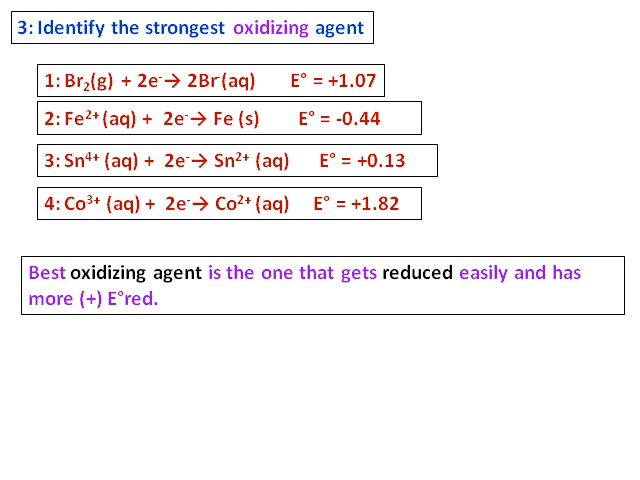 3: Identify the strongest oxidizing agent
1: Br₂(g) + 2e⁻→ 2Br⁻(aq) E° = +1.07
2: Fe²⁺ (aq) + 2e⁻→ Fe (s) E° = -0.44
3: Sn⁴⁺ (aq) + 2e⁻→ Sn²⁺ (aq) E° = +0.13
4: Co³⁺ (aq) + 2e⁻→ Co²⁺ (aq) E° = +1.82
Best oxidizing agent is the one that gets reduced easily and has
more (+) E°red.